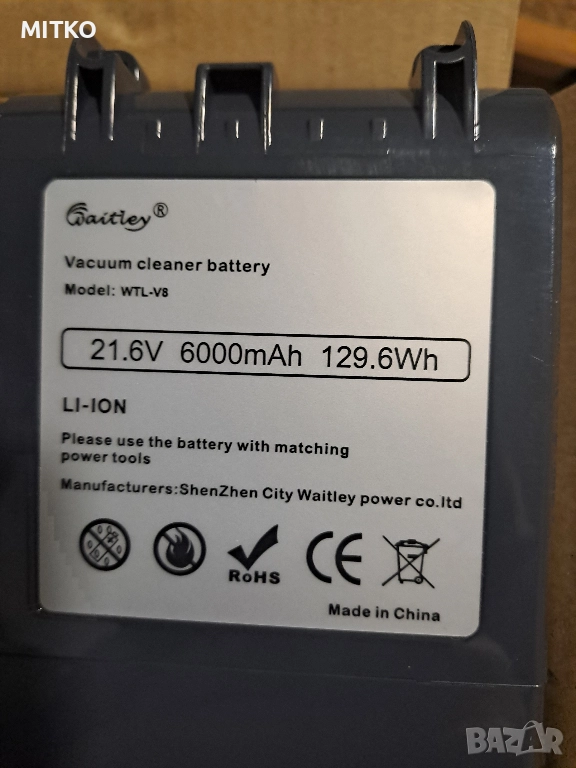 MITKO
Waitley®
Vacuum cleaner battery
Model: WTL-V8
21.6V 6000mAh 129.6Wh
LI-ION
Please use the battery with matching
power tools
Manufacturers:ShenZhen City Waitley power co.ltd
RoHS
CE
Made in China
BAZAR